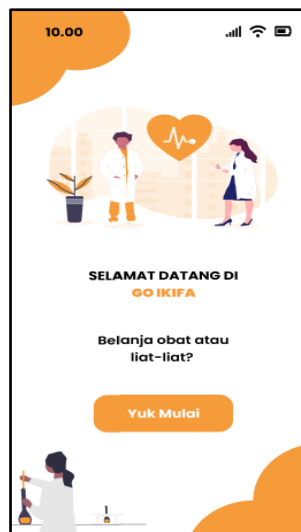 10.00
SELAMAT DATANG DI
GO IKIFA
Belanja obat atau
liat-liat?
Yuk Mulai